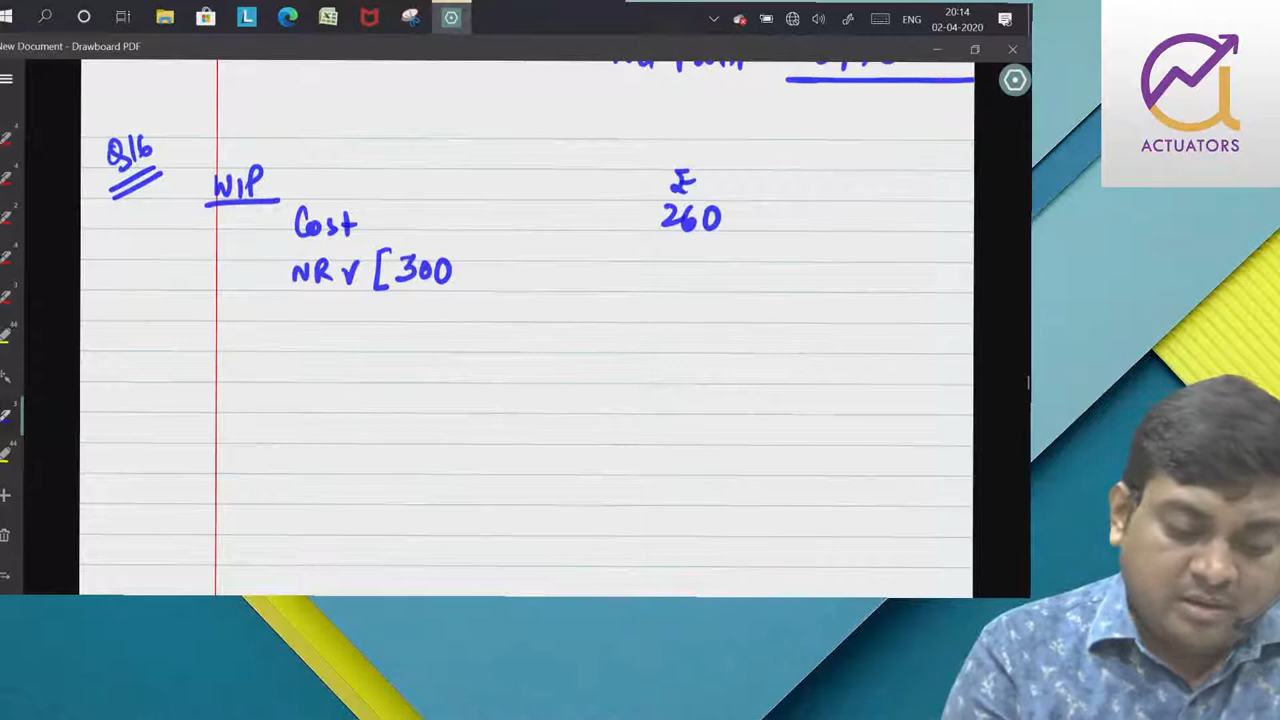 20:14
ENG
02-04-2020
New Document - Drawboard PDF
ACTUATORS
Q16
WIP
Cost 260
NRV [300